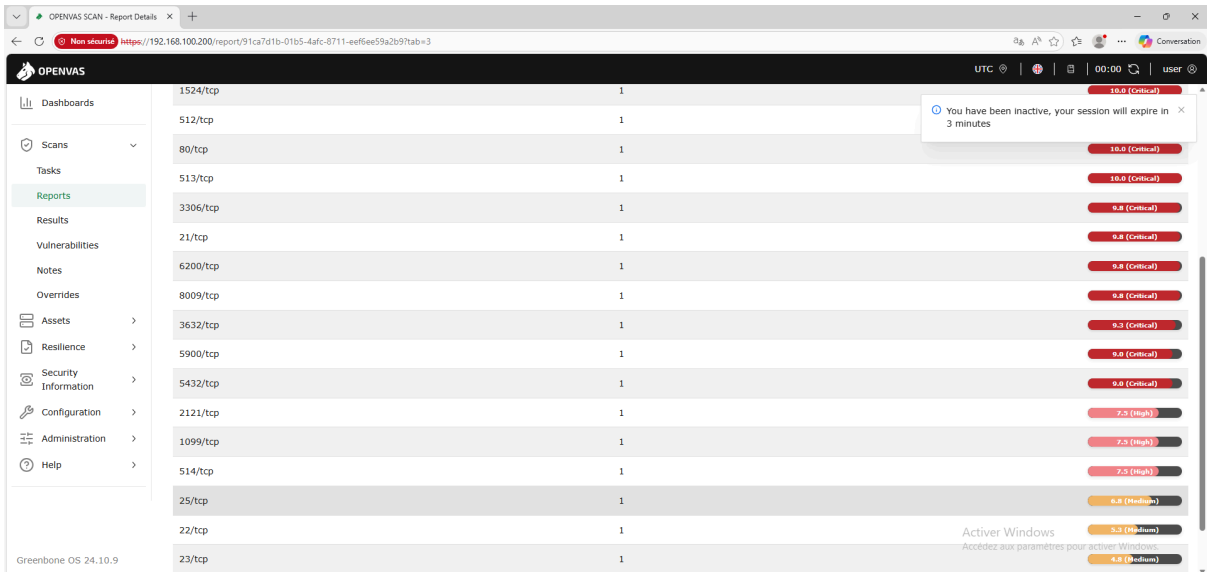 OPENVAS SCAN - Report Details
Non sécurisé https://192.168.100.200/report/91ca7d1b-01b5-4afc-8711-eef6ee59a2b9?tab=3
Conversation
OPENVAS
UTC
00:00
user
Dashboards
Scans
Tasks
Reports
Results
Vulnerabilities
Notes
Overrides
Assets
Resilience
Security
Information
Configuration
Administration
Help
Greenbone OS 24.10.9
You have been inactive, your session will expire in
3 minutes
1524/tcp 1 10.0 (Critical)
512/tcp 1
80/tcp 1 10.0 (Critical)
513/tcp 1 10.0 (Critical)
3306/tcp 1 9.8 (Critical)
21/tcp 1 9.8 (Critical)
6200/tcp 1 9.8 (Critical)
8009/tcp 1 9.8 (Critical)
3632/tcp 1 9.3 (Critical)
5900/tcp 1 9.0 (Critical)
5432/tcp 1 9.0 (Critical)
2121/tcp 1 7.5 (High)
1099/tcp 1 7.5 (High)
514/tcp 1 7.5 (High)
25/tcp 1 6.8 (Medium)
22/tcp 1 5.3 (Medium)
23/tcp 1 4.8 (Medium)
Activer Windows
Accédez aux paramètres pour activer Windows.